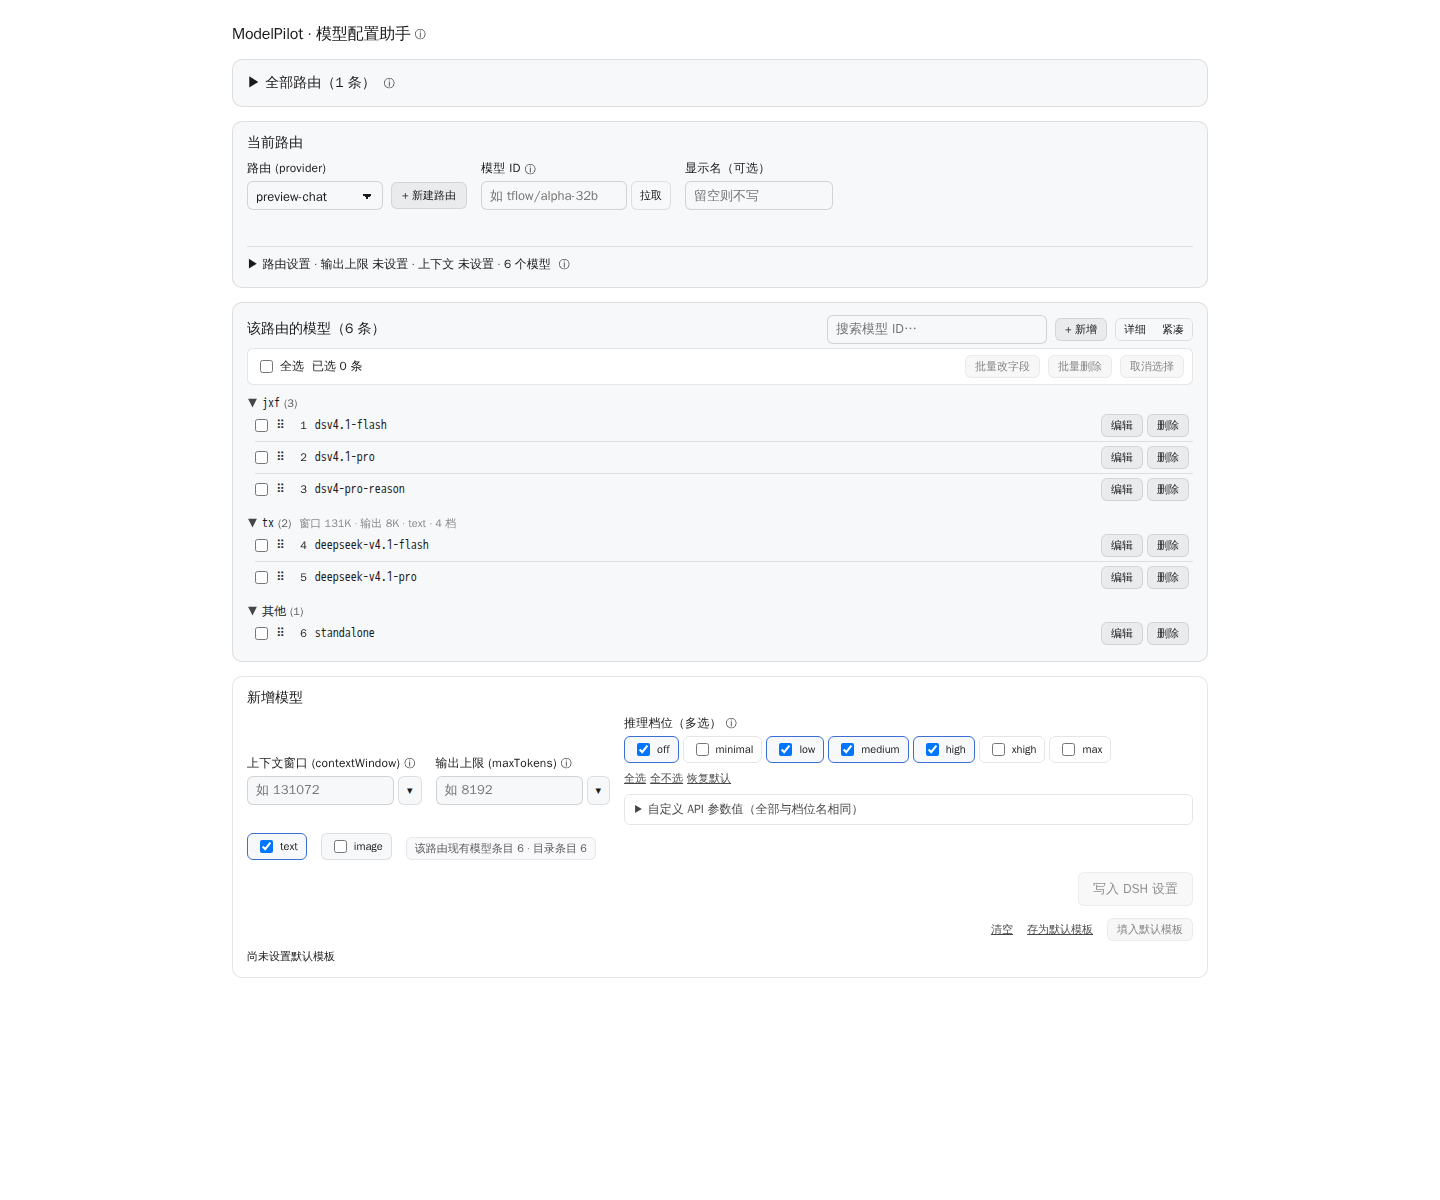 ModelPilot · 模型配置助手 ⓘ
▶ 全部路由（1 条） ⓘ
当前路由
路由 (provider)
模型 ID ⓘ
显示名（可选）
preview-chat
+ 新建路由
如 tflow/alpha-32b
拉取
留空则不写
▶ 路由设置 · 输出上限 未设置 · 上下文 未设置 · 6 个模型 ⓘ
该路由的模型（6 条）
搜索模型 ID…
+ 新增
详细
紧凑
全选 已选 0 条
批量改字段
批量删除
取消选择
▼ jxf (3)
1 dsv4.1-flash 编辑 删除
2 dsv4.1-pro 编辑 删除
3 dsv4-pro-reason 编辑 删除
▼ tx (2) 窗口 131K · 输出 8K · text · 4 档
4 deepseek-v4.1-flash 编辑 删除
5 deepseek-v4.1-pro 编辑 删除
▼ 其他 (1)
6 standalone 编辑 删除
新增模型
推理档位（多选） ⓘ
off minimal low medium high xhigh max
上下文窗口 (contextWindow) ⓘ
输出上限 (maxTokens) ⓘ
全选 全不选 恢复默认
如 131072
如 8192
▶ 自定义 API 参数值（全部与档位名相同）
text
image
该路由现有模型条目 6 · 目录条目 6
写入 DSH 设置
清空
存为默认模板
填入默认模板
尚未设置默认模板